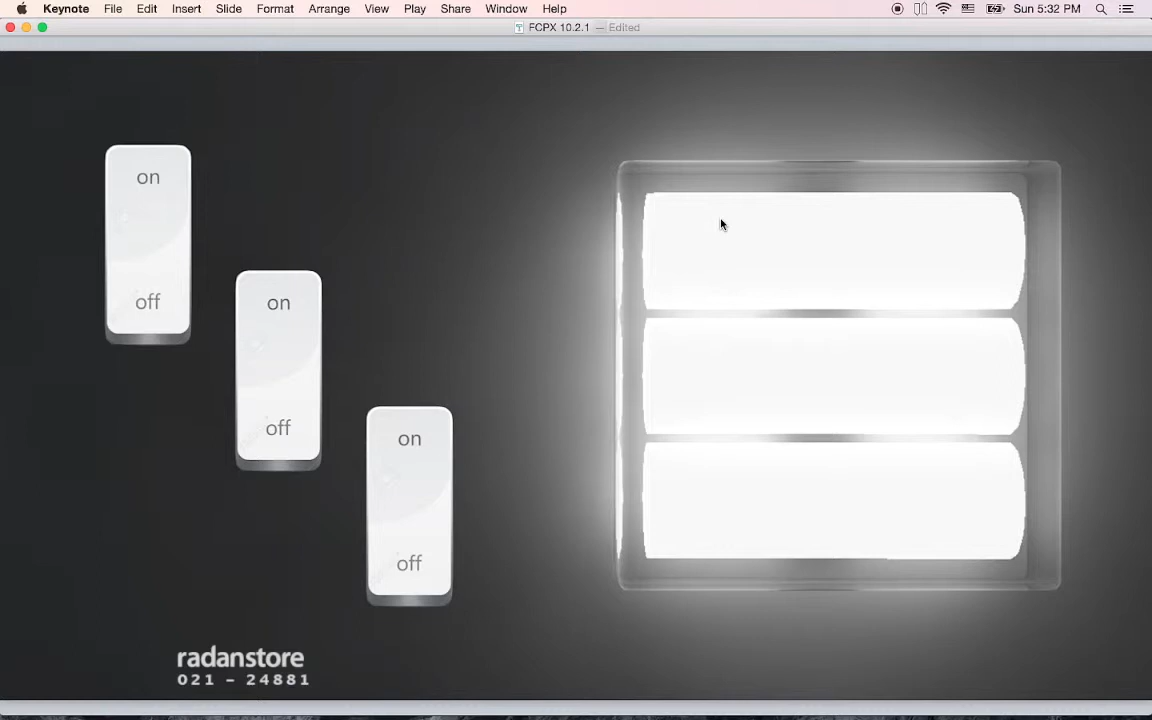 Keynote File Edit Insert Slide Format Arrange View Play Share Window Help Sun 5:32 PM
FCPX 10.2.1 — Edited
on
off
on
off
on
off
radanstore
021 - 24881